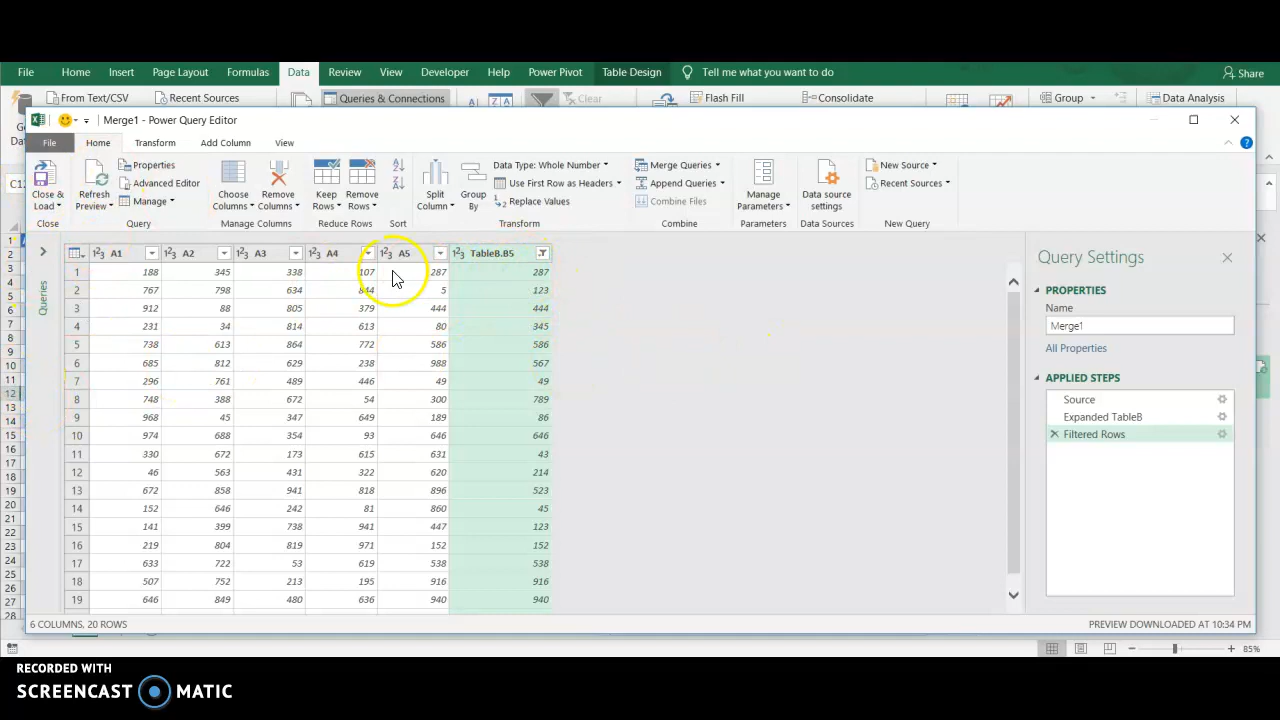 File Home Insert Page Layout Formulas Data Review View Developer Help Power Pivot Table Design Tell me what you want to do Share
From Text/CSV Recent Sources Queries & Connections Clear Flash Fill Consolidate Group Data Analysis
Merge1 - Power Query Editor
File Home Transform Add Column View
Close & Load Refresh Preview Properties Advanced Editor Manage Choose Columns Remove Columns Keep Rows Remove Rows Split Column Group By Data Type: Whole Number Use First Row as Headers Replace Values Merge Queries Append Queries Combine Files Manage Parameters Data source settings New Source Recent Sources
Close Query Manage Columns Reduce Rows Sort Transform Combine Parameters Data Sources New Query
A1 A2 A3 A4 A5 TableB.B5
1 188 345 338 107 287 287
2 767 798 634 844 5 123
3 912 88 805 379 444 444
4 231 34 814 613 80 345
5 738 613 864 772 586 586
6 685 812 629 238 988 567
7 296 761 489 446 49 49
8 748 388 672 54 300 789
9 968 45 347 649 189 86
10 974 688 354 93 646 646
11 330 672 173 615 631 43
12 46 563 431 322 620 214
13 672 858 941 818 896 523
14 152 646 242 81 860 45
15 141 399 738 941 447 123
16 219 804 819 971 152 152
17 633 722 53 619 538 538
18 507 752 213 195 916 916
19 646 849 480 636 940 940
Queries
Query Settings
PROPERTIES
Name
Merge1
All Properties
APPLIED STEPS
Source
Expanded TableB
Filtered Rows
6 COLUMNS, 20 ROWS PREVIEW DOWNLOADED AT 10:34 PM
85%
RECORDED WITH
SCREENCAST MATIC